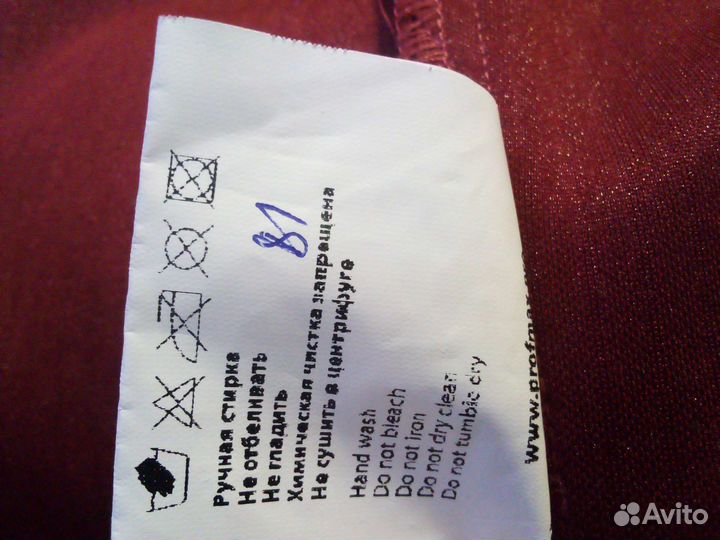 Ручная стирка
Не отбеливать
Не гладить
Химическая чистка запрещена
Не сушить в центрифуге
81
Hand wash
Do not bleach
Do not iron
Do not dry clean
Do not tumble dry
Avito